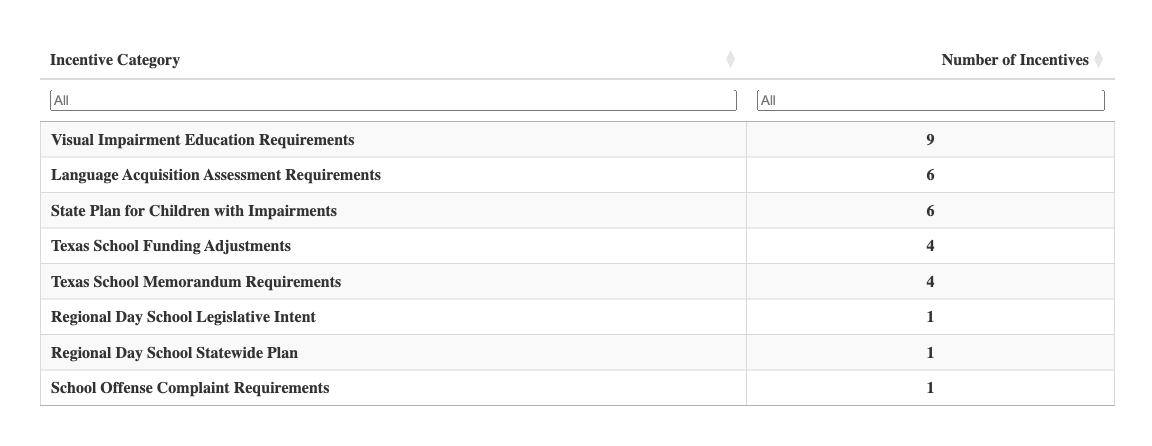 Incentive Category Number of Incentives
All All
Visual Impairment Education Requirements 9
Language Acquisition Assessment Requirements 6
State Plan for Children with Impairments 6
Texas School Funding Adjustments 4
Texas School Memorandum Requirements 4
Regional Day School Legislative Intent 1
Regional Day School Statewide Plan 1
School Offense Complaint Requirements 1